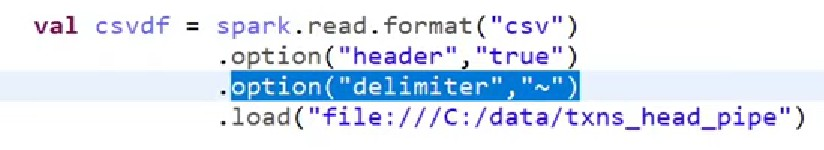 val csvdf = spark.read.format("csv")
.option("header","true")
.option("delimiter","~")
.load("file:///C:/data/txns_head_pipe")